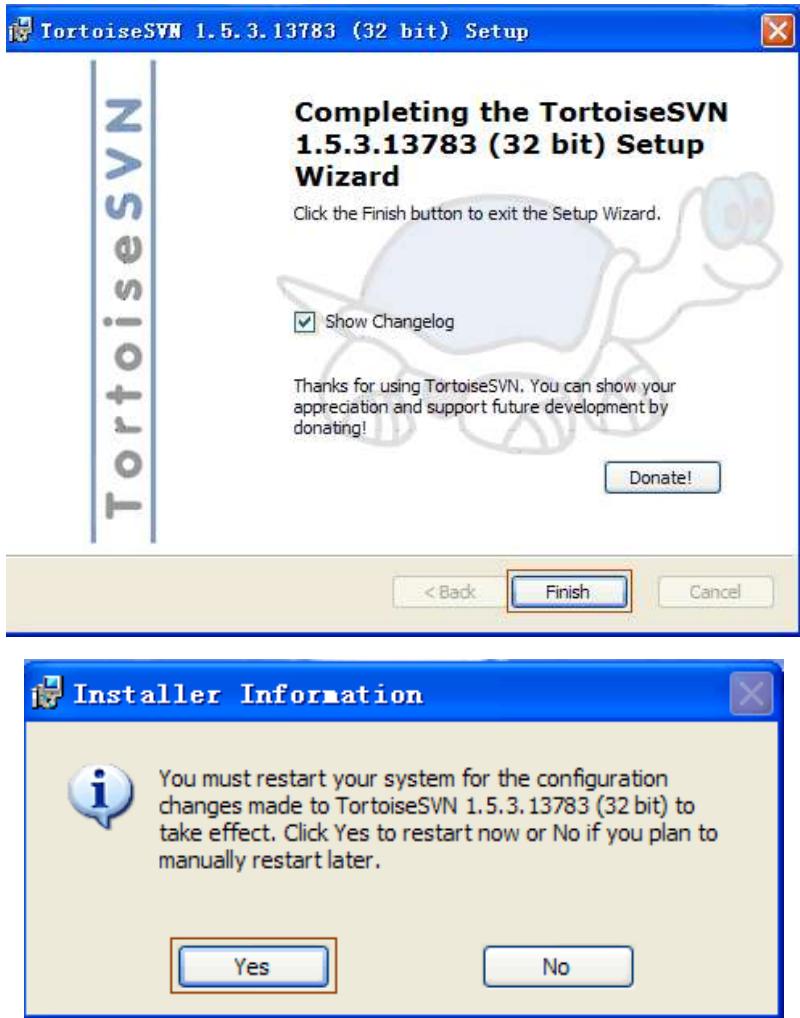 TortoiseSVN 1.5.3.13783 (32 bit) Setup
TortoiseSVN
Completing the TortoiseSVN
1.5.3.13783 (32 bit) Setup
Wizard
Click the Finish button to exit the Setup Wizard.
Show Changelog
Thanks for using TortoiseSVN. You can show your
appreciation and support future development by
donating!
Donate!
< Back Finish Cancel
Installer Information
You must restart your system for the configuration
changes made to TortoiseSVN 1.5.3.13783 (32 bit) to
take effect. Click Yes to restart now or No if you plan to
manually restart later.
Yes No